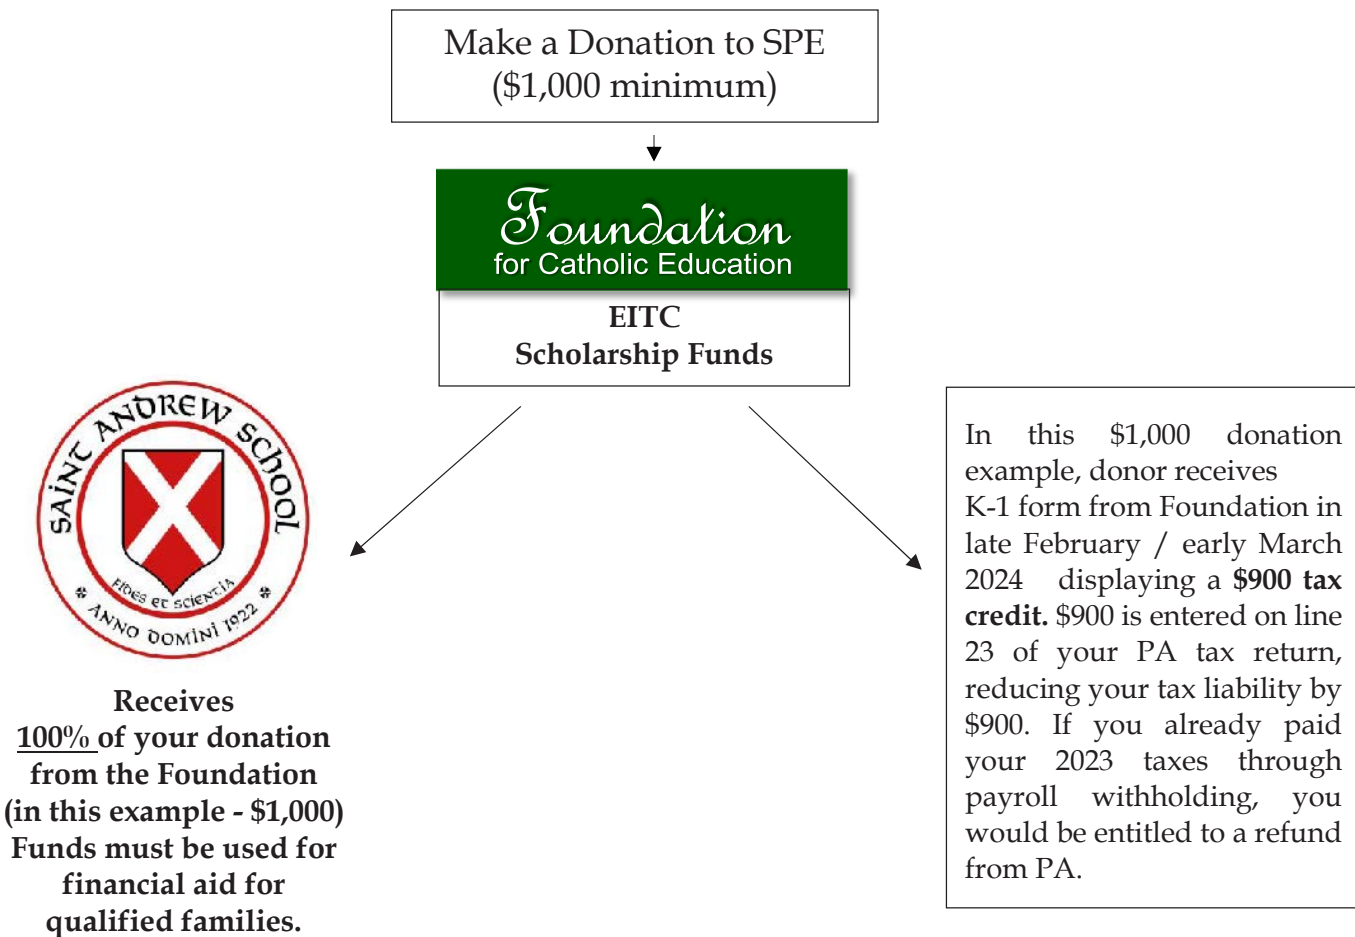 Make a Donation to SPE
($1,000 minimum)
Foundation
for Catholic Education
EITC
Scholarship Funds
SAINT ANDREW SCHOOL
FIDES ET SCIENTIA
ANNO DOMINI 1922
Receives
100% of your donation
from the Foundation
(in this example - $1,000)
Funds must be used for
financial aid for
qualified families.
In this $1,000 donation
example, donor receives
K-1 form from Foundation in
late February / early March
2024 displaying a $900 tax
credit. $900 is entered on line
23 of your PA tax return,
reducing your tax liability by
$900. If you already paid
your 2023 taxes through
payroll withholding, you
would be entitled to a refund
from PA.